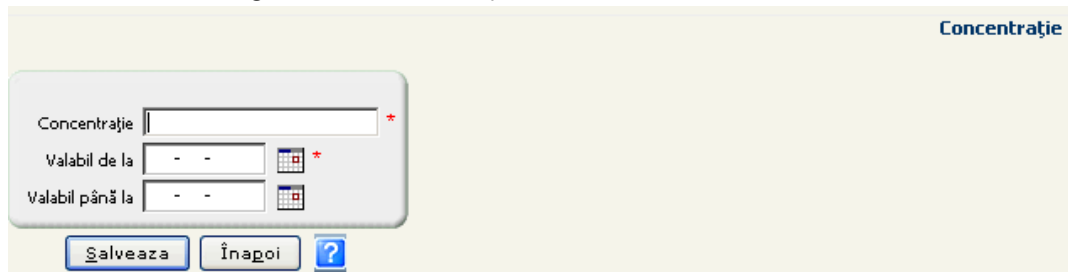 Concentraţie
Concentraţie *
Valabil de la - - *
Valabil până la - -
Salveaza Înapoi ?